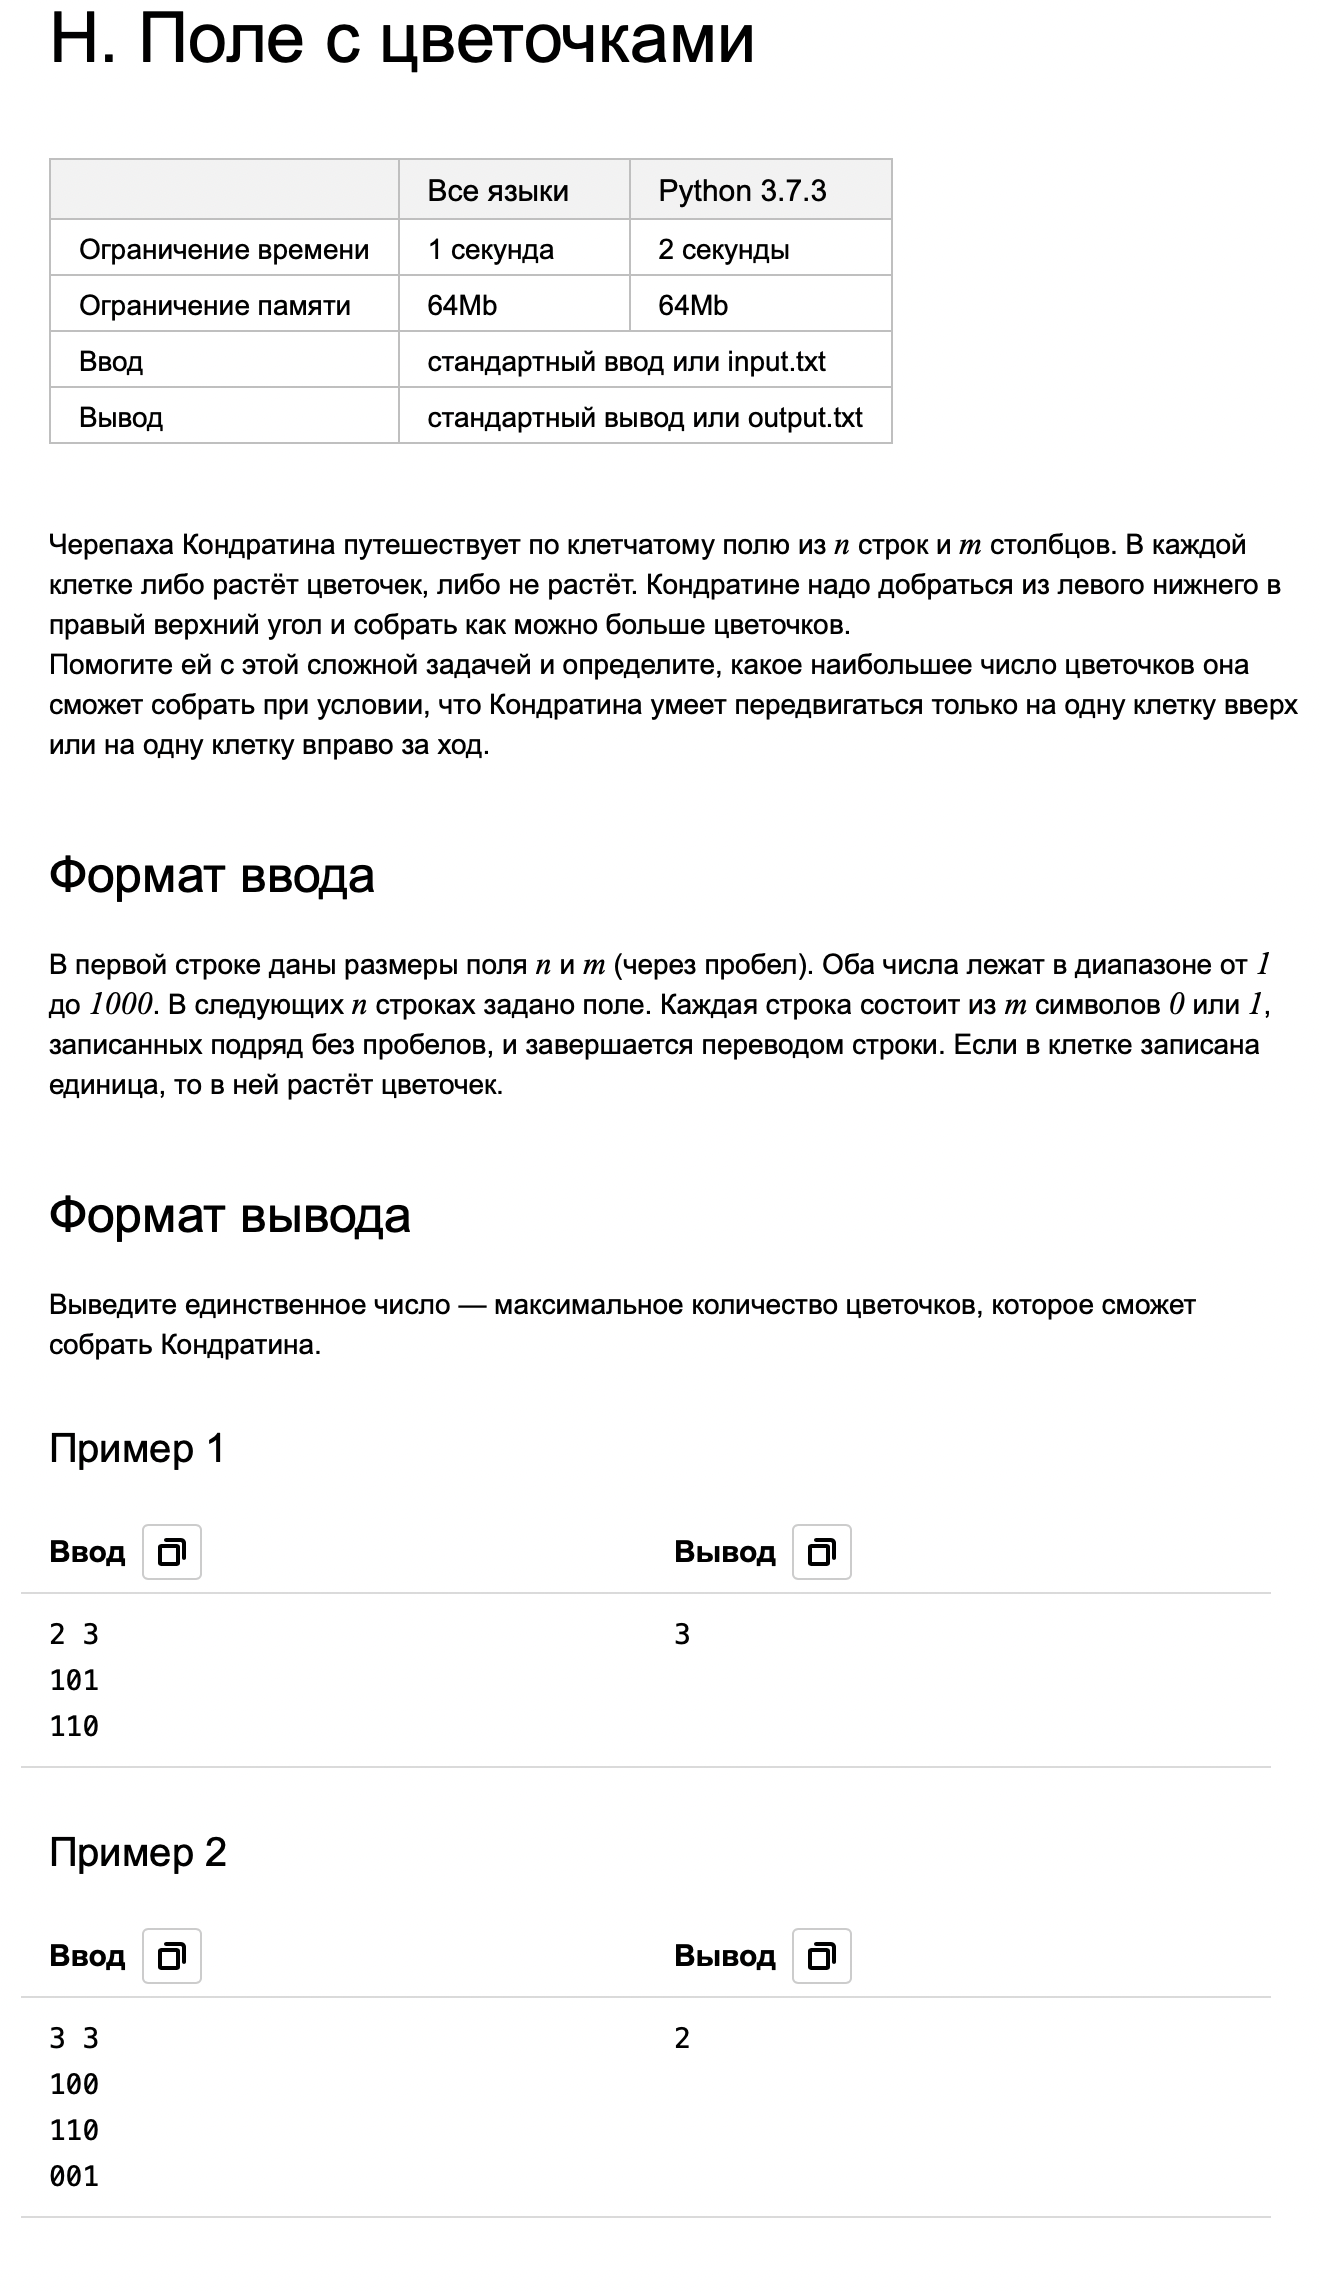 H. Поле с цветочками
Все языки Python 3.7.3
Ограничение времени 1 секунда 2 секунды
Ограничение памяти 64Mb 64Mb
Ввод стандартный ввод или input.txt
Вывод стандартный вывод или output.txt
Черепаха Кондратина путешествует по клетчатому полю из n строк и m столбцов. В каждой
клетке либо растёт цветочек, либо не растёт. Кондратине надо добраться из левого нижнего в
правый верхний угол и собрать как можно больше цветочков.
Помогите ей с этой сложной задачей и определите, какое наибольшее число цветочков она
сможет собрать при условии, что Кондратина умеет передвигаться только на одну клетку вверх
или на одну клетку вправо за ход.
Формат ввода
В первой строке даны размеры поля n и m (через пробел). Оба числа лежат в диапазоне от 1
до 1000. В следующих n строках задано поле. Каждая строка состоит из m символов 0 или 1,
записанных подряд без пробелов, и завершается переводом строки. Если в клетке записана
единица, то в ней растёт цветочек.
Формат вывода
Выведите единственное число — максимальное количество цветочков, которое сможет
собрать Кондратина.
Пример 1
Ввод Вывод
2 3 3
101
110
Пример 2
Ввод Вывод
3 3 2
100
110
001